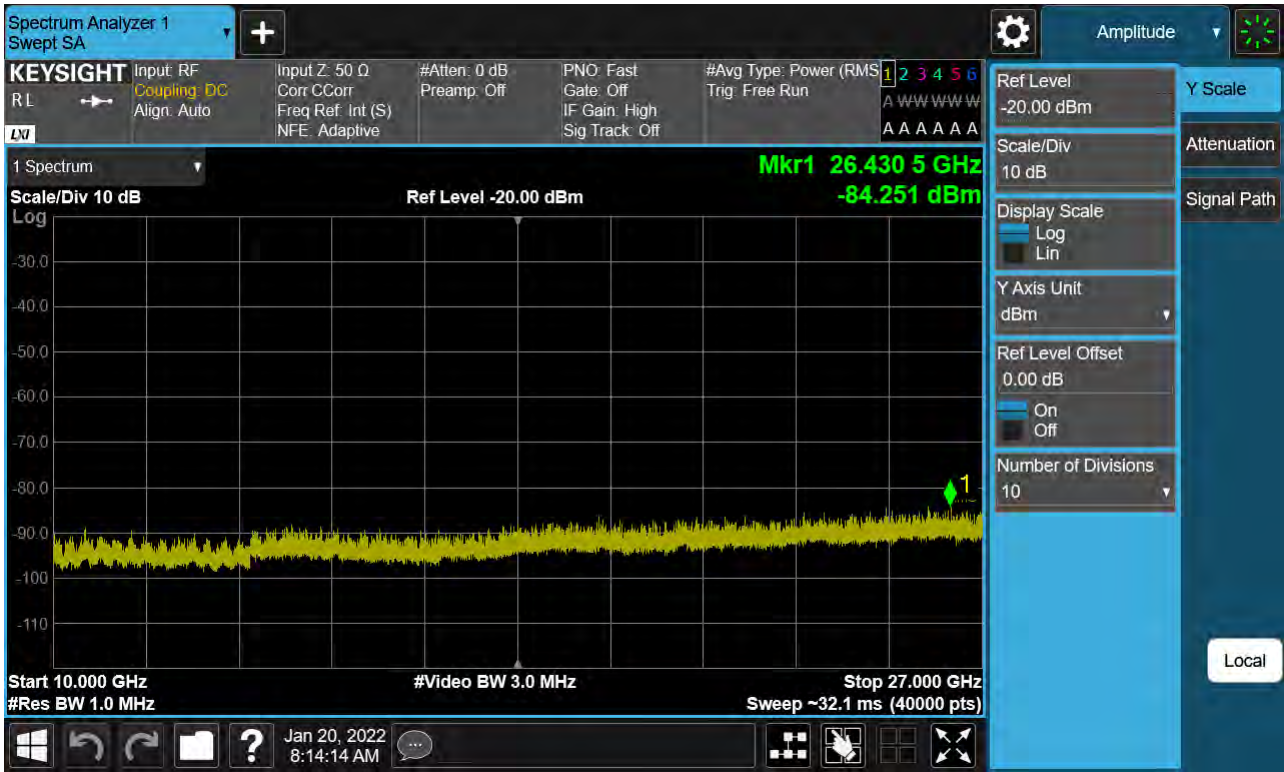 Spectrum Analyzer 1
Swept SA
Amplitude
KEYSIGHT
RL
LXI
Input: RF
Coupling: DC
Align: Auto
Input Z: 50 Ω
Corr CCorr
Freq Ref: Int (S)
NFE: Adaptive
#Atten: 0 dB
Preamp: Off
PNO: Fast
Gate: Off
IF Gain: High
Sig Track: Off
#Avg Type: Power (RMS
Trig: Free Run
1 2 3 4 5 6
A W W W W W
A A A A A A
1 Spectrum
Mkr1 26.430 5 GHz
Scale/Div 10 dB
Ref Level -20.00 dBm
-84.251 dBm
Log
-30.0
-40.0
-50.0
-60.0
-70.0
-80.0
-90.0
-100
-110
1
Start 10.000 GHz
#Video BW 3.0 MHz
Stop 27.000 GHz
#Res BW 1.0 MHz
Sweep ~32.1 ms (40000 pts)
Ref Level
-20.00 dBm
Scale/Div
10 dB
Display Scale
Log
Lin
Y Axis Unit
dBm
Ref Level Offset
0.00 dB
On
Off
Number of Divisions
10
Y Scale
Attenuation
Signal Path
Local
?
Jan 20, 2022
8:14:14 AM